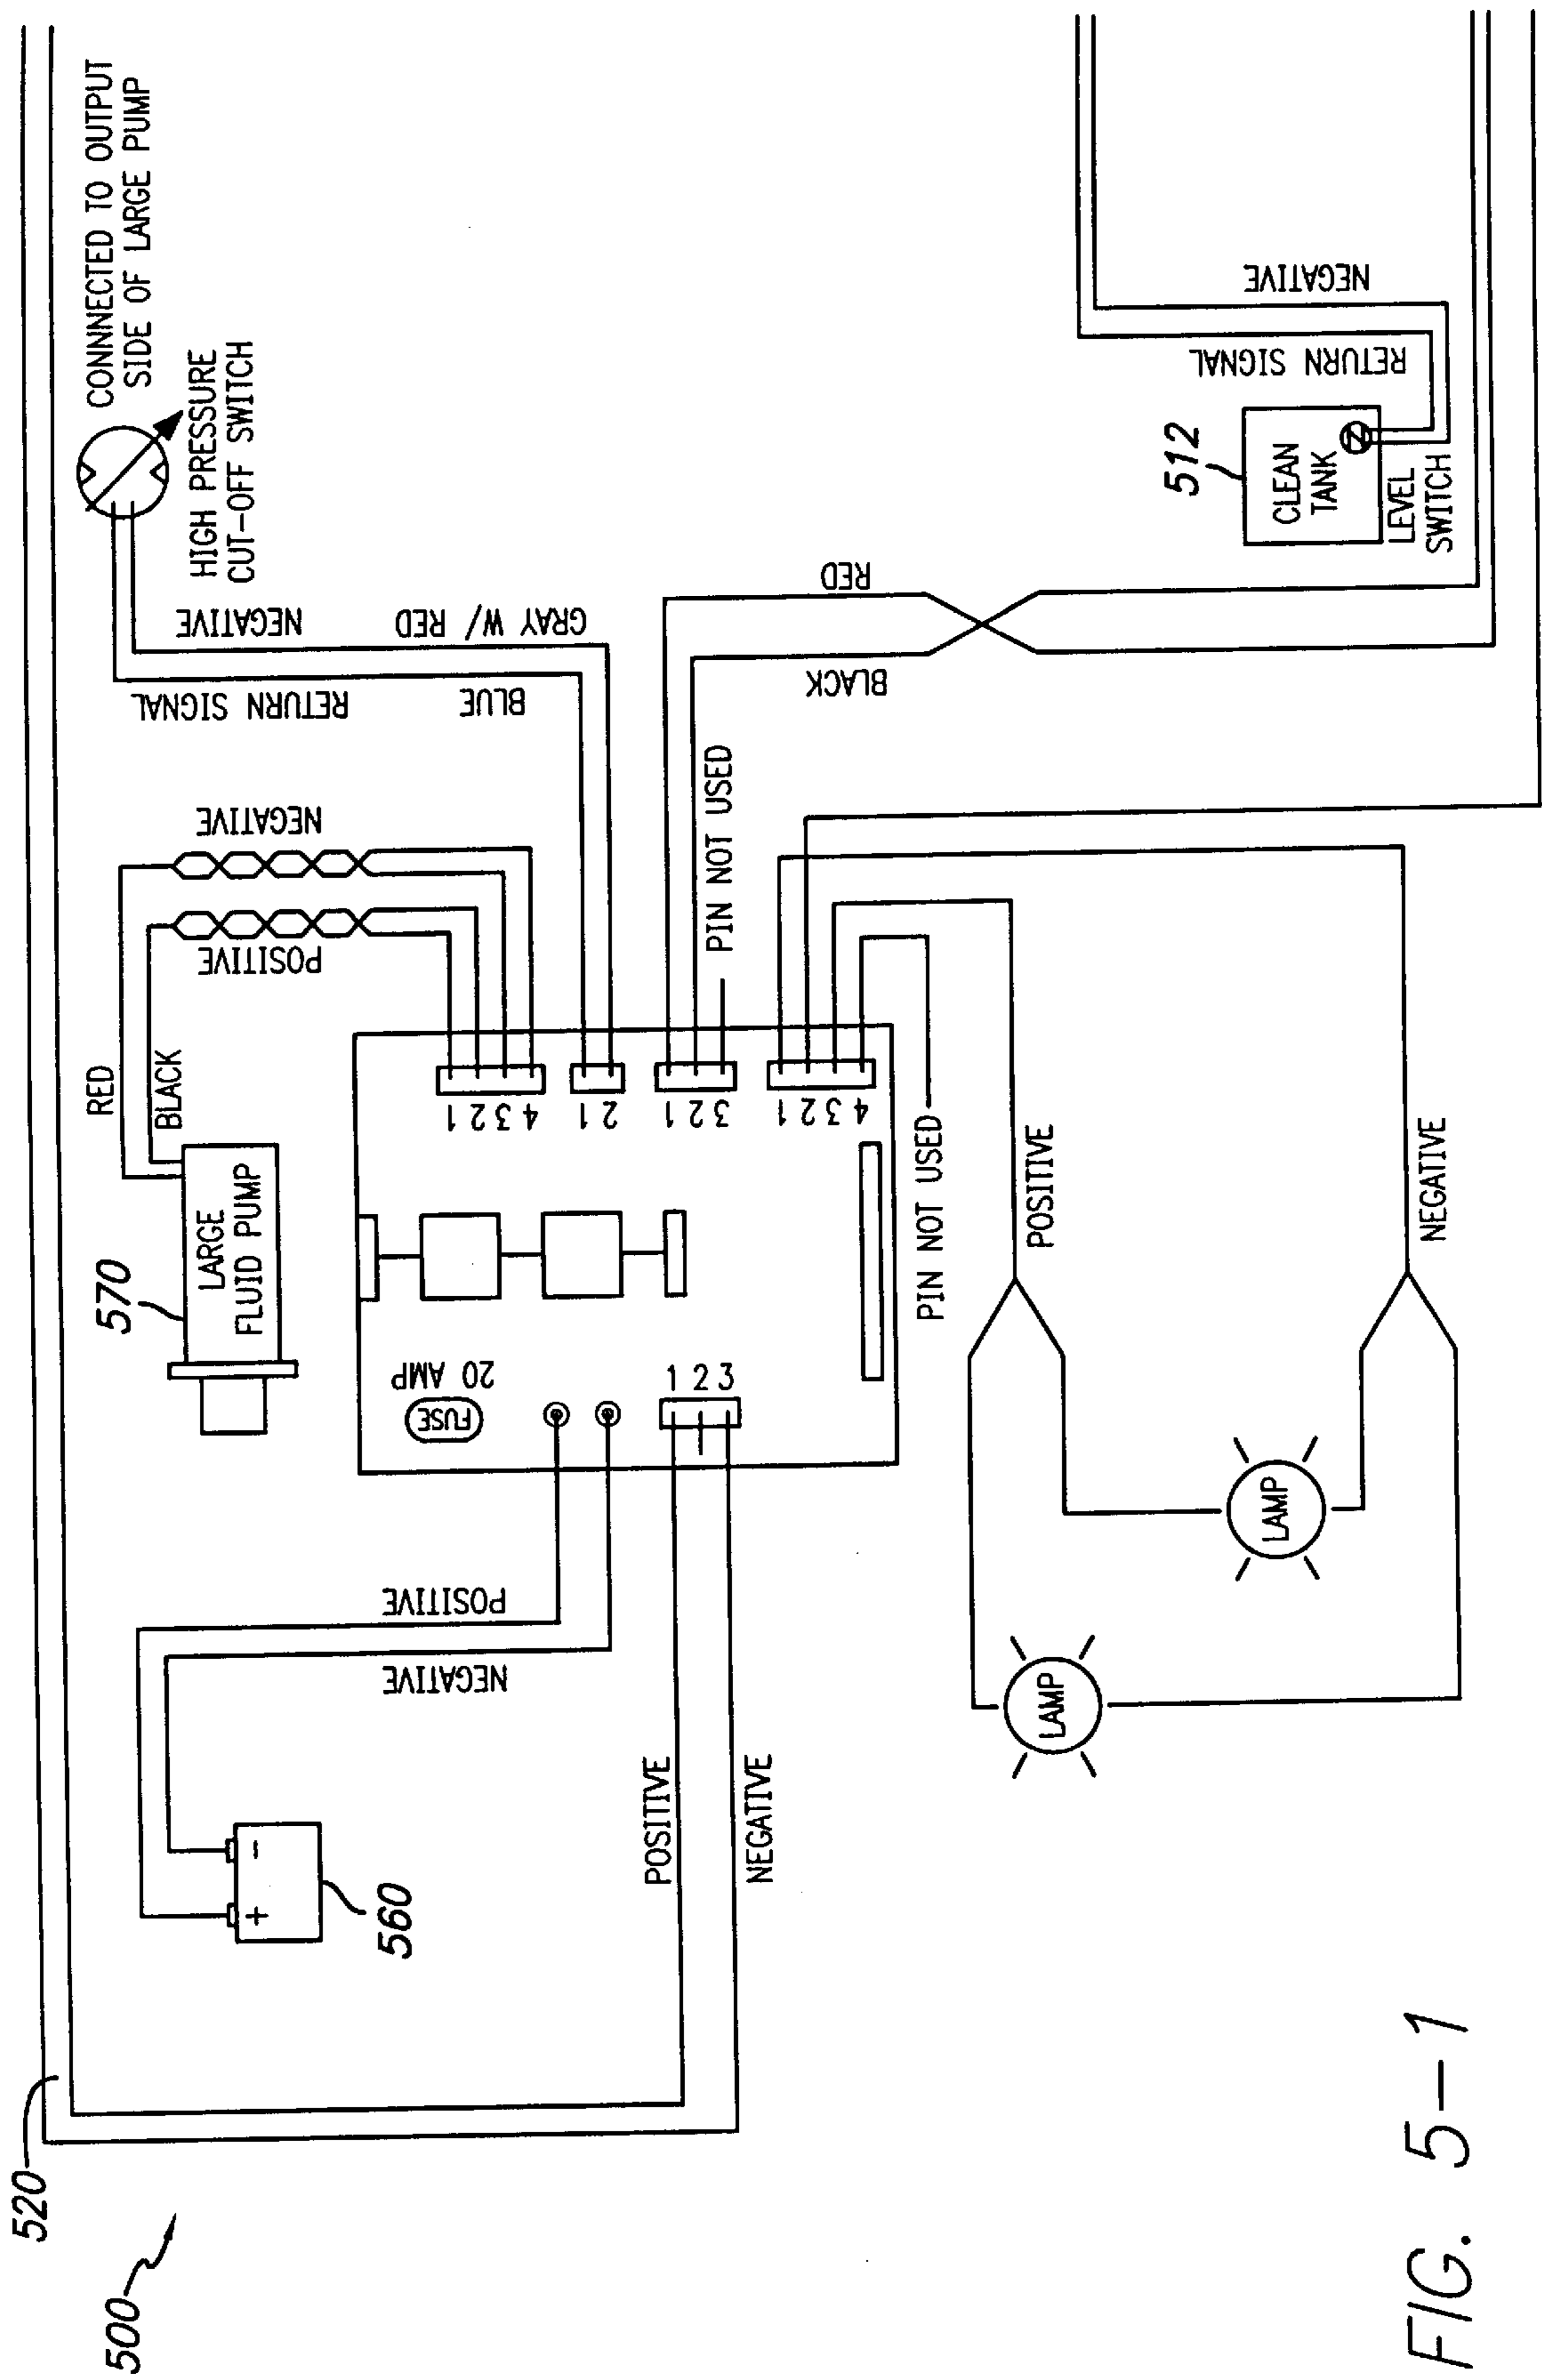 500
520
CONNNECTED TO OUTPUT
SIDE OF LARGE PUMP
HIGH PRESSURE
CUT-OFF SWITCH
NEGATIVE
GRAY W/ RED
RETURN SIGNAL
BLUE
NEGATIVE
POSITIVE
RED
BLACK
570
LARGE
FLUID PUMP
560
+
-
POSITIVE
NEGATIVE
20 AMP
FUSE
1 2 3 4
1 2
1 2 3
1 2 3 4
1 2 3
POSITIVE
NEGATIVE
RED
BLACK
PIN NOT USED
PIN NOT USED
POSITIVE
NEGATIVE
LAMP
LAMP
512
CLEAN
TANK
LEVEL
SWITCH
RETURN SIGNAL
NEGATIVE
FIG. 5-1